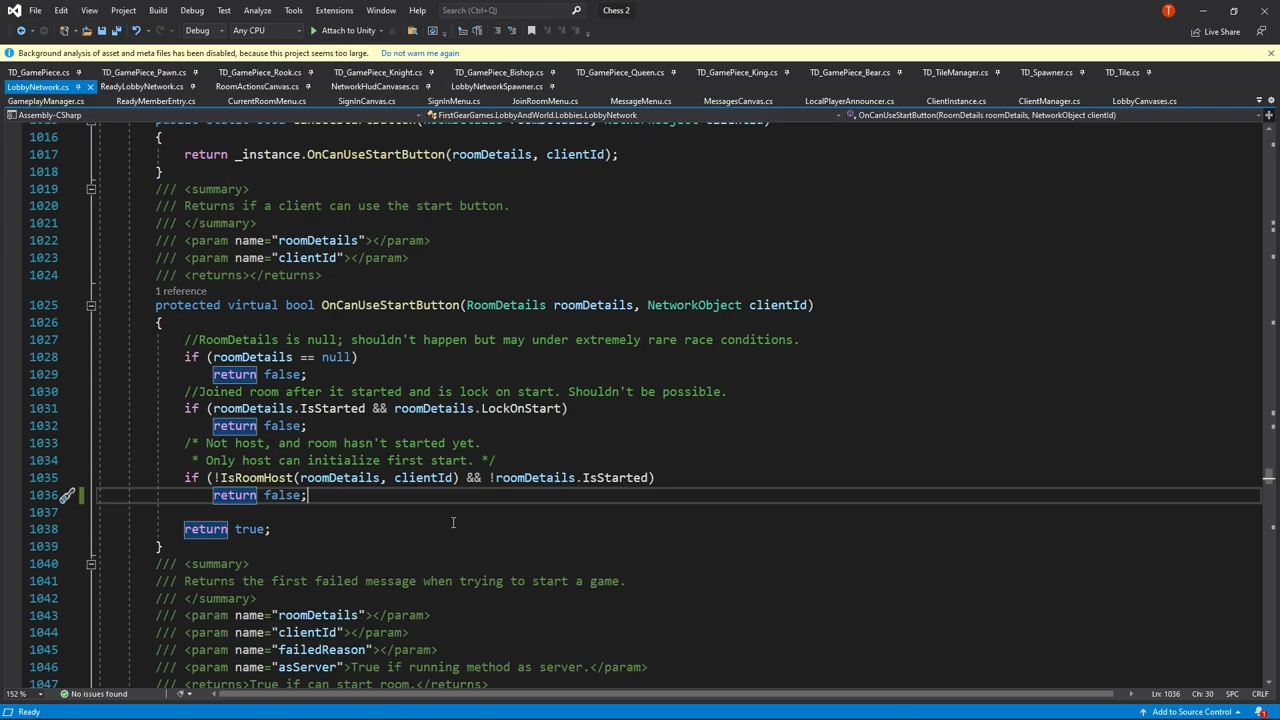 File Edit View Project Build Debug Test Analyze Tools Extensions Window Help Search (Ctrl+Q) Chess 2 T
Debug Any CPU Attach to Unity Live Share
Background analysis of asset and meta files has been disabled, because this project seems too large. Do not warn me again
TD_GamePiece.cs TD_GamePiece_Pawn.cs TD_GamePiece_Rook.cs TD_GamePiece_Knight.cs TD_GamePiece_Bishop.cs TD_GamePiece_Queen.cs TD_GamePiece_King.cs TD_GamePiece_Bear.cs TD_TileManager.cs TD_Spawner.cs TD_Tile.cs
LobbyNetwork.cs ReadyLobbyNetwork.cs RoomActionsCanvas.cs NetworkHudCanvases.cs LobbyNetworkSpawner.cs
GameplayManager.cs ReadyMemberEntry.cs CurrentRoomMenu.cs SignInCanvas.cs SignInMenu.cs JoinRoomMenu.cs MessageMenu.cs MessagesCanvas.cs LocalPlayerAnnouncer.cs ClientInstance.cs ClientManager.cs LobbyCanvases.cs
Assembly-CSharp FirstGearGames.LobbyAndWorld.Lobbies.LobbyNetwork OnCanUseStartButton(RoomDetails roomDetails, NetworkObject clientId)
1016 {
1017 return _instance.OnCanUseStartButton(roomDetails, clientId);
1018 }
1019 /// <summary>
1020 /// Returns if a client can use the start button.
1021 /// </summary>
1022 /// <param name="roomDetails"></param>
1023 /// <param name="clientId"></param>
1024 /// <returns></returns>
1 reference
1025 protected virtual bool OnCanUseStartButton(RoomDetails roomDetails, NetworkObject clientId)
1026 {
1027 //RoomDetails is null; shouldn't happen but may under extremely rare race conditions.
1028 if (roomDetails == null)
1029 return false;
1030 //Joined room after it started and is lock on start. Shouldn't be possible.
1031 if (roomDetails.IsStarted && roomDetails.LockOnStart)
1032 return false;
1033 /* Not host, and room hasn't started yet.
1034 * Only host can initialize first start. */
1035 if (!IsRoomHost(roomDetails, clientId) && !roomDetails.IsStarted)
1036 return false;
1037
1038 return true;
1039 }
1040 /// <summary>
1041 /// Returns the first failed message when trying to start a game.
1042 /// </summary>
1043 /// <param name="roomDetails"></param>
1044 /// <param name="clientId"></param>
1045 /// <param name="failedReason"></param>
1046 /// <param name="asServer">True if running method as server.</param>
1047 /// <returns>True if can start room.</returns>
152 % No issues found Ln: 1036 Ch: 30 SPC CRLF
Ready Add to Source Control 1